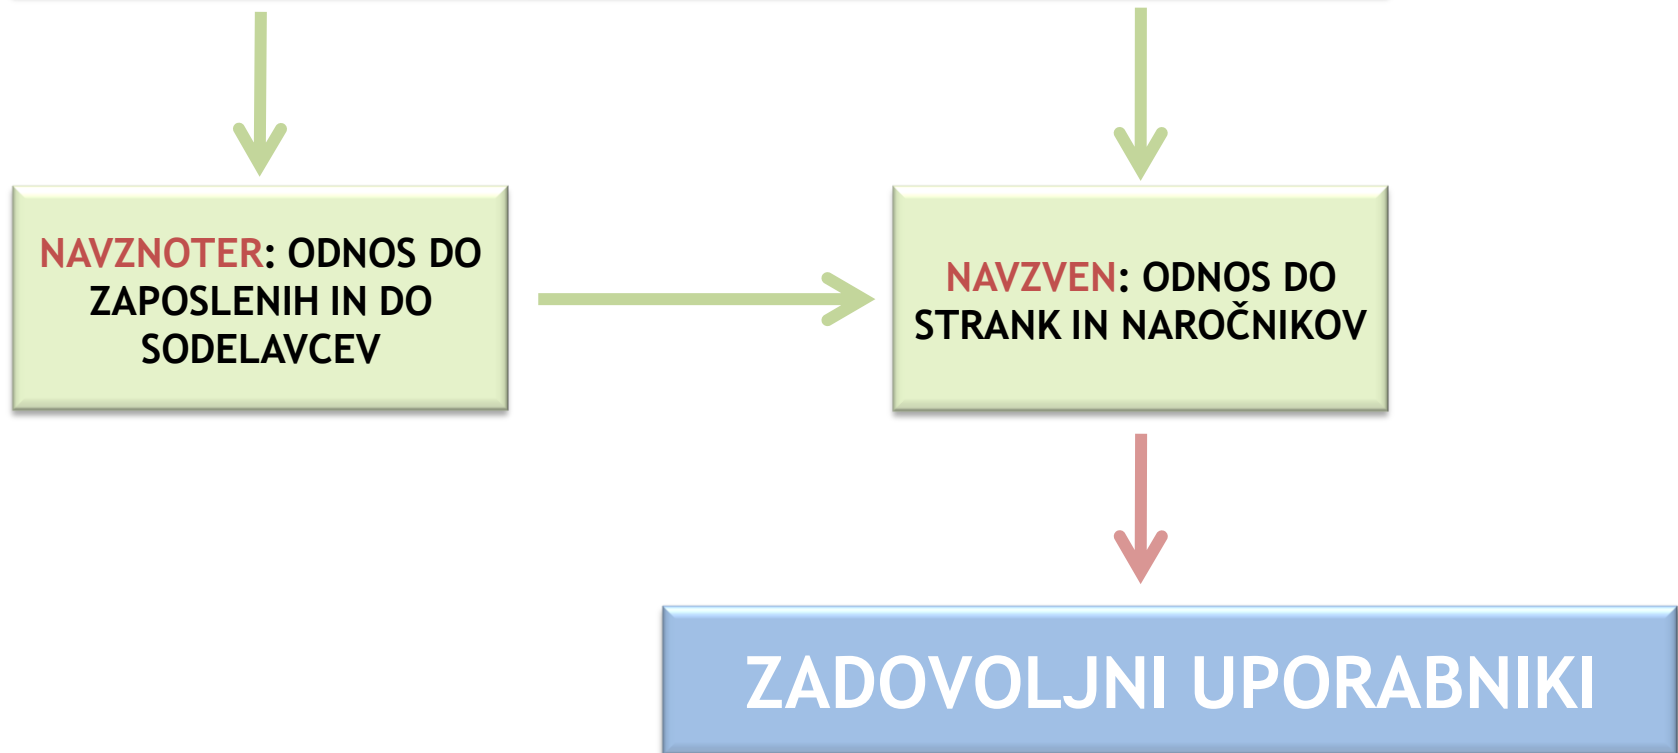 NAVZNOTER: ODNOS DO
ZAPOSLENIH IN DO
SODELAVCEV
NAVZVEN: ODNOS DO
STRANK IN NAROČNIKOV
ZADOVOLJNI UPORABNIKI